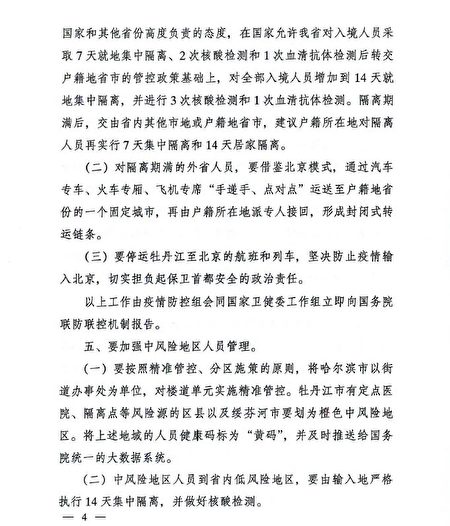 国家和其他省份高度负责的态度，在国家允许我省对入境人员采
取 7 天就地集中隔离、2 次核酸检测和 1 次血清抗体检测后转交
户籍地省市的管控政策基础上，对全部入境人员增加到 14 天就
地集中隔离，并进行 3 次核酸检测和 1 次血清抗体检测。隔离期
满后，交由省内其他市地或户籍地省市，建议户籍所在地对隔离
人员再实行 7 天集中隔离和 14 天居家隔离。
（二）对隔离期满的外省人员，要借鉴北京模式，通过汽车
专车、火车专厢、飞机专席“手递手、点对点”运送至户籍地省
份的一个固定城市，再由户籍所在地派专人接回，形成封闭式转
运链条。
（三）要停运牡丹江至北京的航班和列车，坚决防止疫情输
入北京，切实担负起保卫首都安全的政治责任。
以上工作由疫情防控组会同国家卫健委工作组立即向国务院
联防联控机制报告。
五、要加强中风险地区人员管理。
（一）要按照精准管控、分区施策的原则，将哈尔滨市以街
道办事处为单位，对楼道单元实施精准管控。牡丹江市有定点医
院、隔离点等风险源的区县以及绥芬河市要划为橙色中风险地
区。将上述地域的人员健康码标为“黄码”，并及时推送给国务
院统一的大数据系统。
（二）中风险地区人员到省内低风险地区，要由输入地严格
执行 14 天集中隔离，并做好核酸检测。
— 4 —